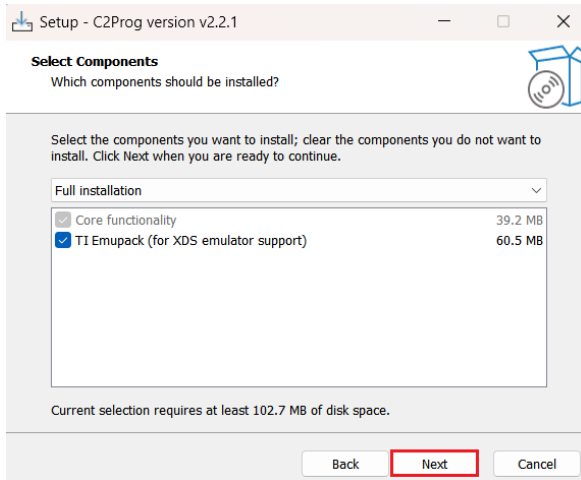 Setup - C2Prog version v2.2.1
Select Components
Which components should be installed?
Select the components you want to install; clear the components you do not want to
install. Click Next when you are ready to continue.
Full installation
Core functionality 39.2 MB
TI Emupack (for XDS emulator support) 60.5 MB
Current selection requires at least 102.7 MB of disk space.
Back Next Cancel